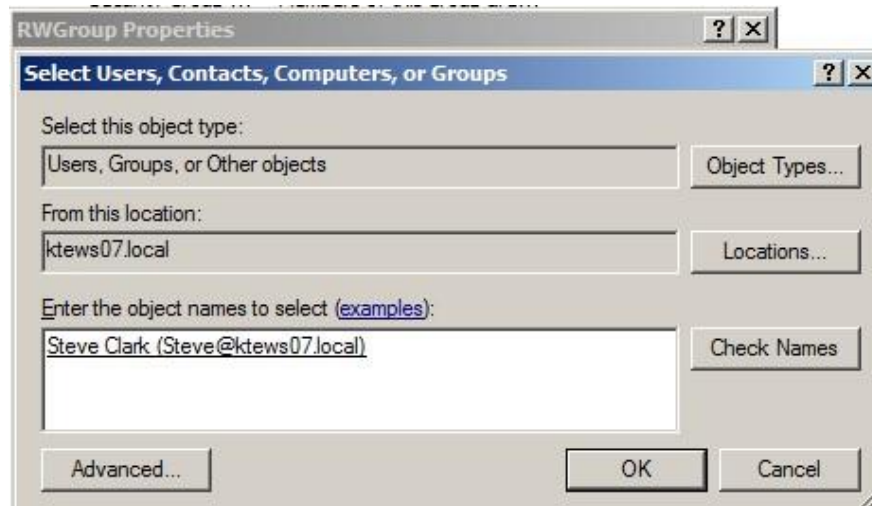 RWGroup Properties
Select Users, Contacts, Computers, or Groups
Select this object type:
Users, Groups, or Other objects
Object Types...
From this location:
ktews07.local
Locations...
Enter the object names to select (examples):
Steve Clark (Steve@ktews07.local)
Check Names
Advanced...
OK
Cancel